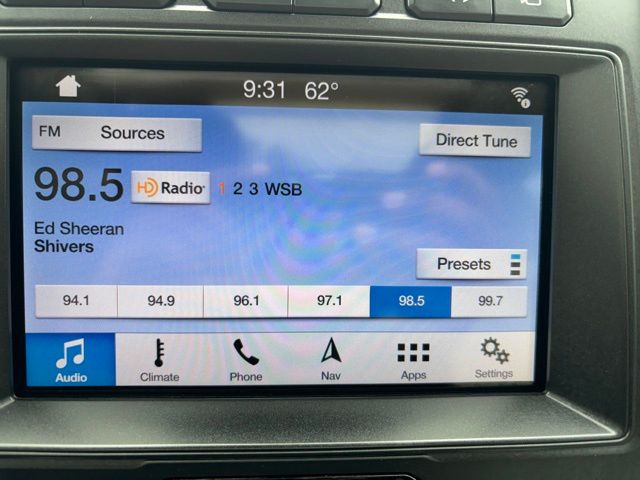 9:31 62°
FM Sources
Direct Tune
98.5 HD Radio 1 2 3 WSB
Ed Sheeran
Shivers
Presets
94.1 94.9 96.1 97.1 98.5 99.7
Audio Climate Phone Nav Apps Settings